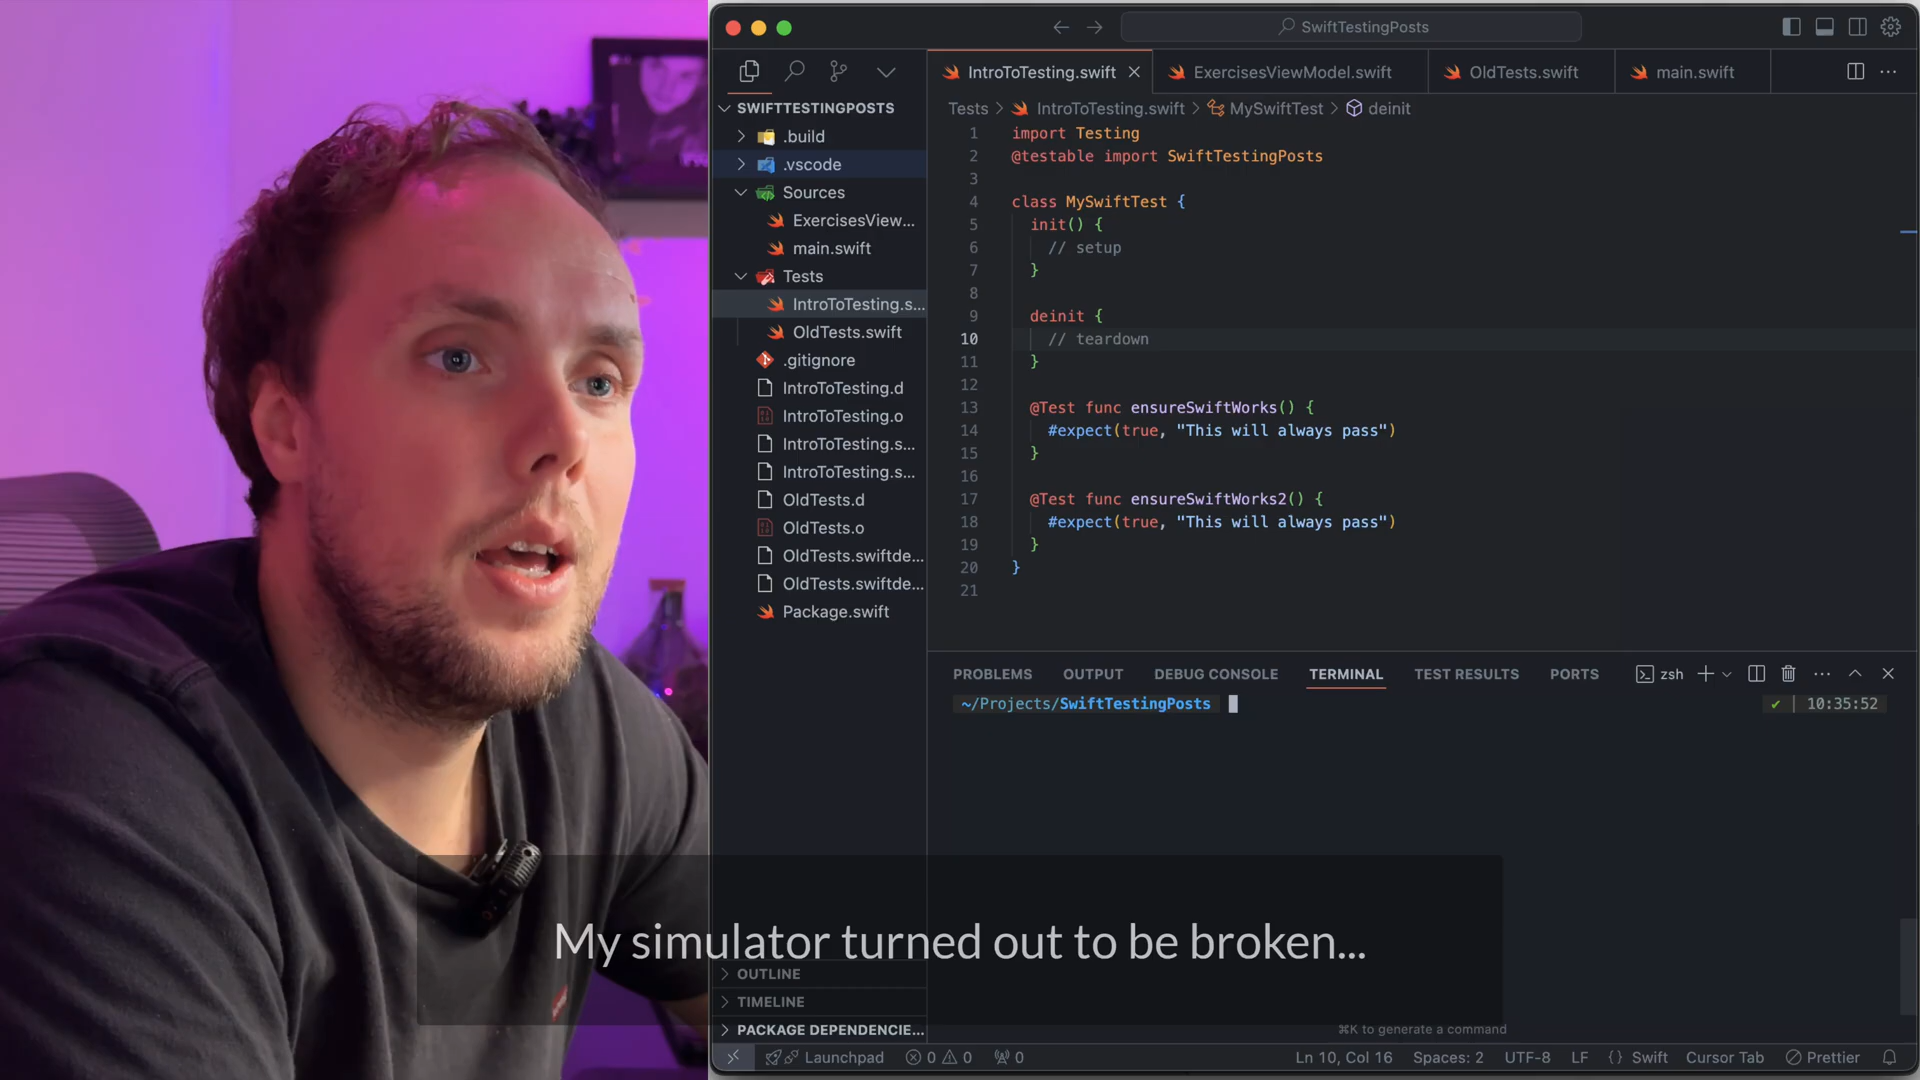 SwiftTestingPosts
IntroToTesting.swift
ExercisesViewModel.swift
OldTests.swift
main.swift
SWIFTTESTINGPOSTS
.build
.vscode
Sources
ExercisesView...
main.swift
Tests
IntroToTesting.s...
OldTests.swift
.gitignore
IntroToTesting.d
IntroToTesting.o
IntroToTesting.s...
IntroToTesting.s...
OldTests.d
OldTests.o
OldTests.swiftde...
OldTests.swiftde...
Package.swift
Tests > IntroToTesting.swift > MySwiftTest > deinit
1 import Testing
2 @testable import SwiftTestingPosts
3
4 class MySwiftTest {
5 init() {
6 // setup
7 }
8
9 deinit {
10 // teardown
11 }
12
13 @Test func ensureSwiftWorks() {
14 #expect(true, "This will always pass")
15 }
16
17 @Test func ensureSwiftWorks2() {
18 #expect(true, "This will always pass")
19 }
20 }
21
PROBLEMS OUTPUT DEBUG CONSOLE TERMINAL TEST RESULTS PORTS zsh
~/Projects/SwiftTestingPosts ✔ | 10:35:52
My simulator turned out to be broken...
OUTLINE
TIMELINE
PACKAGE DEPENDENCIE...
⌘K to generate a command
Launchpad 0 0 0 Ln 10, Col 16 Spaces: 2 UTF-8 LF {} Swift Cursor Tab Prettier